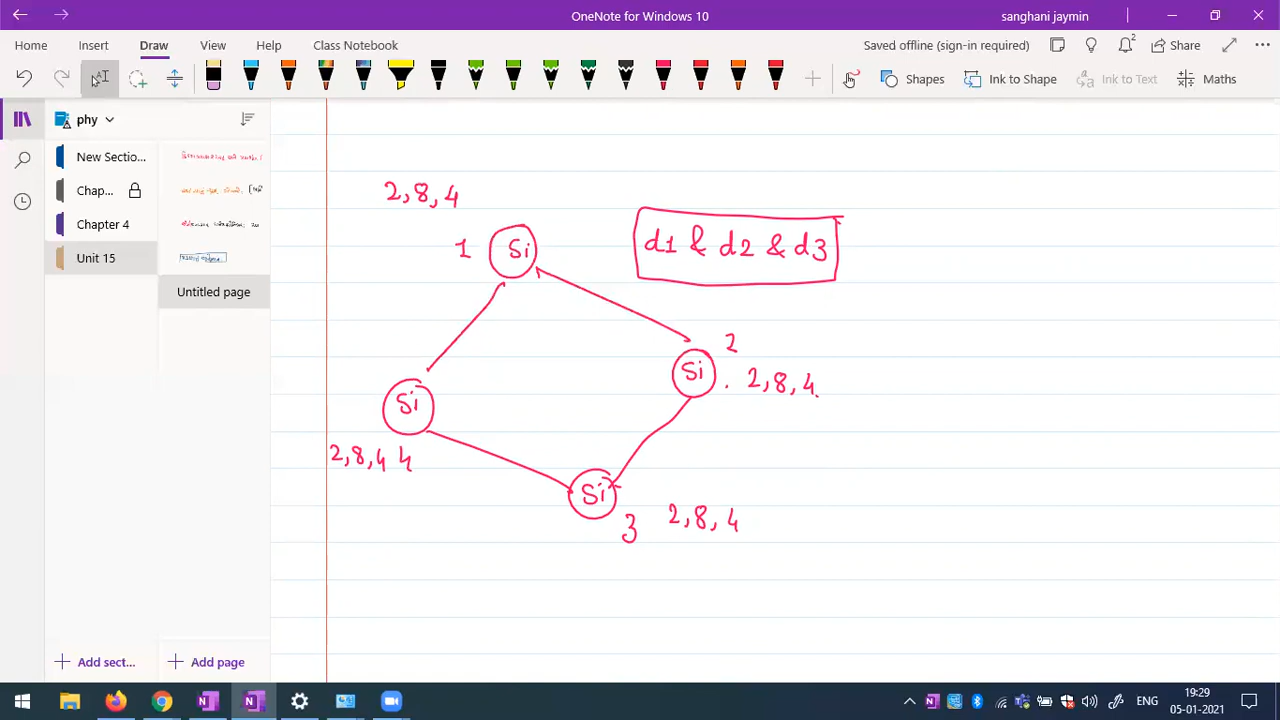 OneNote for Windows 10
sanghani jaymin
Home Insert Draw View Help Class Notebook
Saved offline (sign-in required)
Share
Shapes
Ink to Shape
Ink to Text
Maths
phy
New Sectio...
Chap...
Chapter 4
Unit 15
Untitled page
2,8,4
1 Si
d1 & d2 & d3
2
Si
2,8,4
Si
2,8,4 4
Si
3 2,8,4
Add sect...
Add page
ENG
19:29
05-01-2021